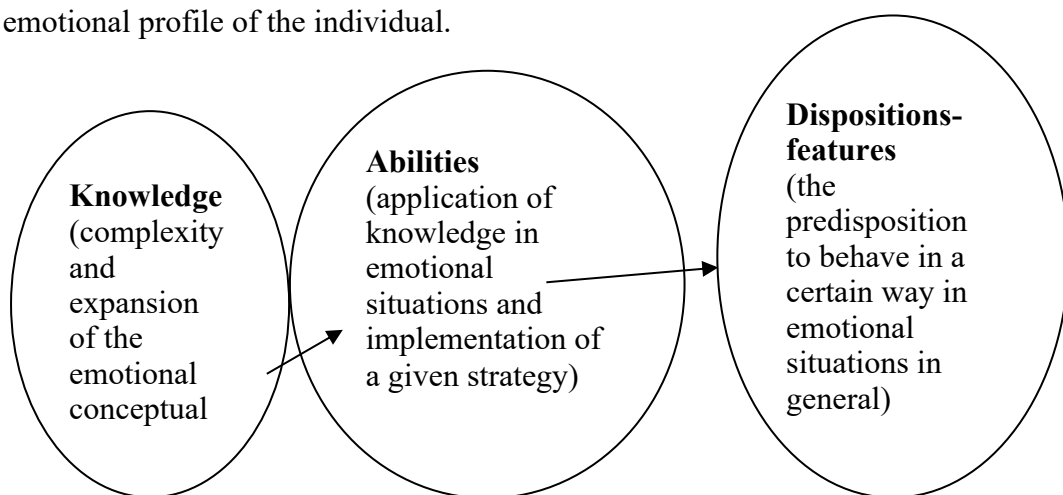 emotional profile of the individual.
Knowledge
(complexity
and
expansion
of the
emotional
conceptual
Abilities
(application of
knowledge in
emotional
situations and
implementation of
a given strategy)
Dispositions-
features
(the
predisposition
to behave in a
certain way in
emotional
situations in
general)